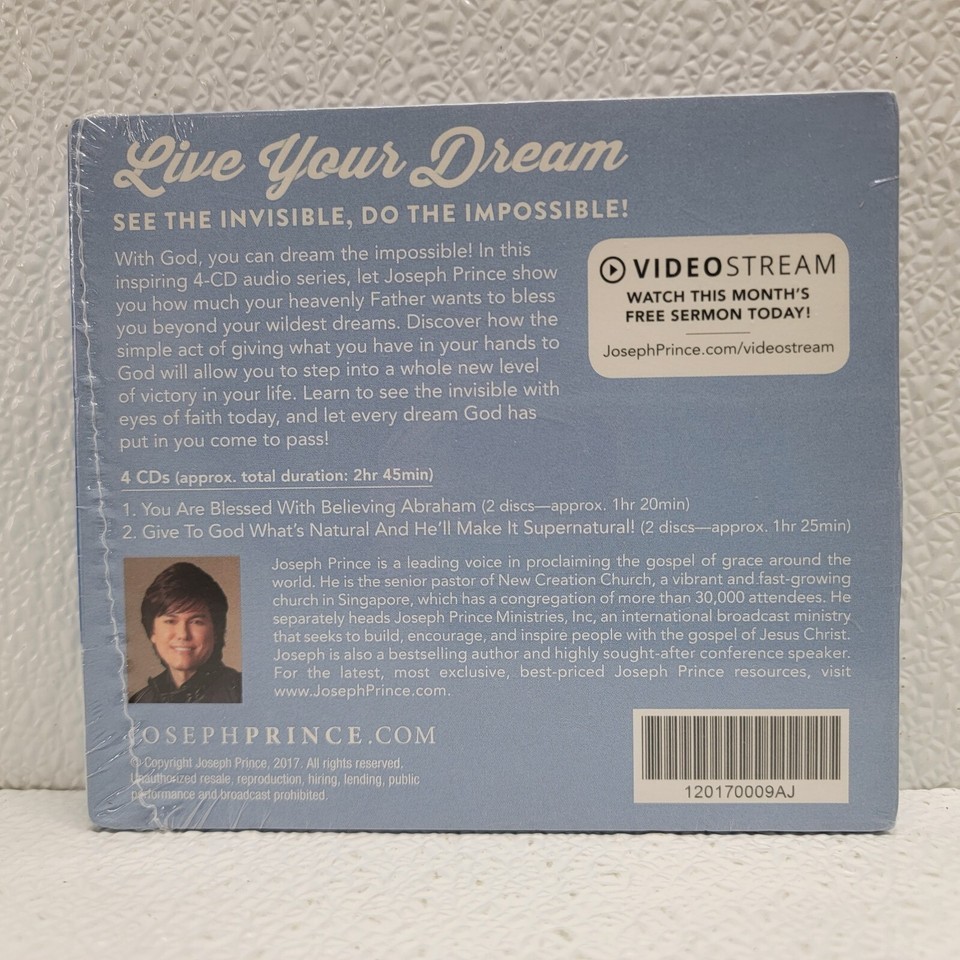 Live Your Dream
SEE THE INVISIBLE, DO THE IMPOSSIBLE!
With God, you can dream the impossible! In this
inspiring 4-CD audio series, let Joseph Prince show
you how much your heavenly Father wants to bless
you beyond your wildest dreams. Discover how the
simple act of giving what you have in your hands to
God will allow you to step into a whole new level
of victory in your life. Learn to see the invisible with
eyes of faith today, and let every dream God has
put in you come to pass!
VIDEOSTREAM
WATCH THIS MONTH'S
FREE SERMON TODAY!
JosephPrince.com/videostream
4 CDs (approx. total duration: 2hr 45min)
1. You Are Blessed With Believing Abraham (2 discs—approx. 1hr 20min)
2. Give To God What's Natural And He'll Make It Supernatural! (2 discs—approx. 1hr 25min)
Joseph Prince is a leading voice in proclaiming the gospel of grace around the
world. He is the senior pastor of New Creation Church, a vibrant and fast-growing
church in Singapore, which has a congregation of more than 30,000 attendees. He
separately heads Joseph Prince Ministries, Inc, an international broadcast ministry
that seeks to build, encourage, and inspire people with the gospel of Jesus Christ.
Joseph is also a bestselling author and highly sought-after conference speaker.
For the latest, most exclusive, best-priced Joseph Prince resources, visit
www.JosephPrince.com.
JOSEPHPRINCE.COM
© Copyright Joseph Prince, 2017. All rights reserved.
Unauthorized resale, reproduction, hiring, lending, public
performance and broadcast prohibited.
120170009AJ